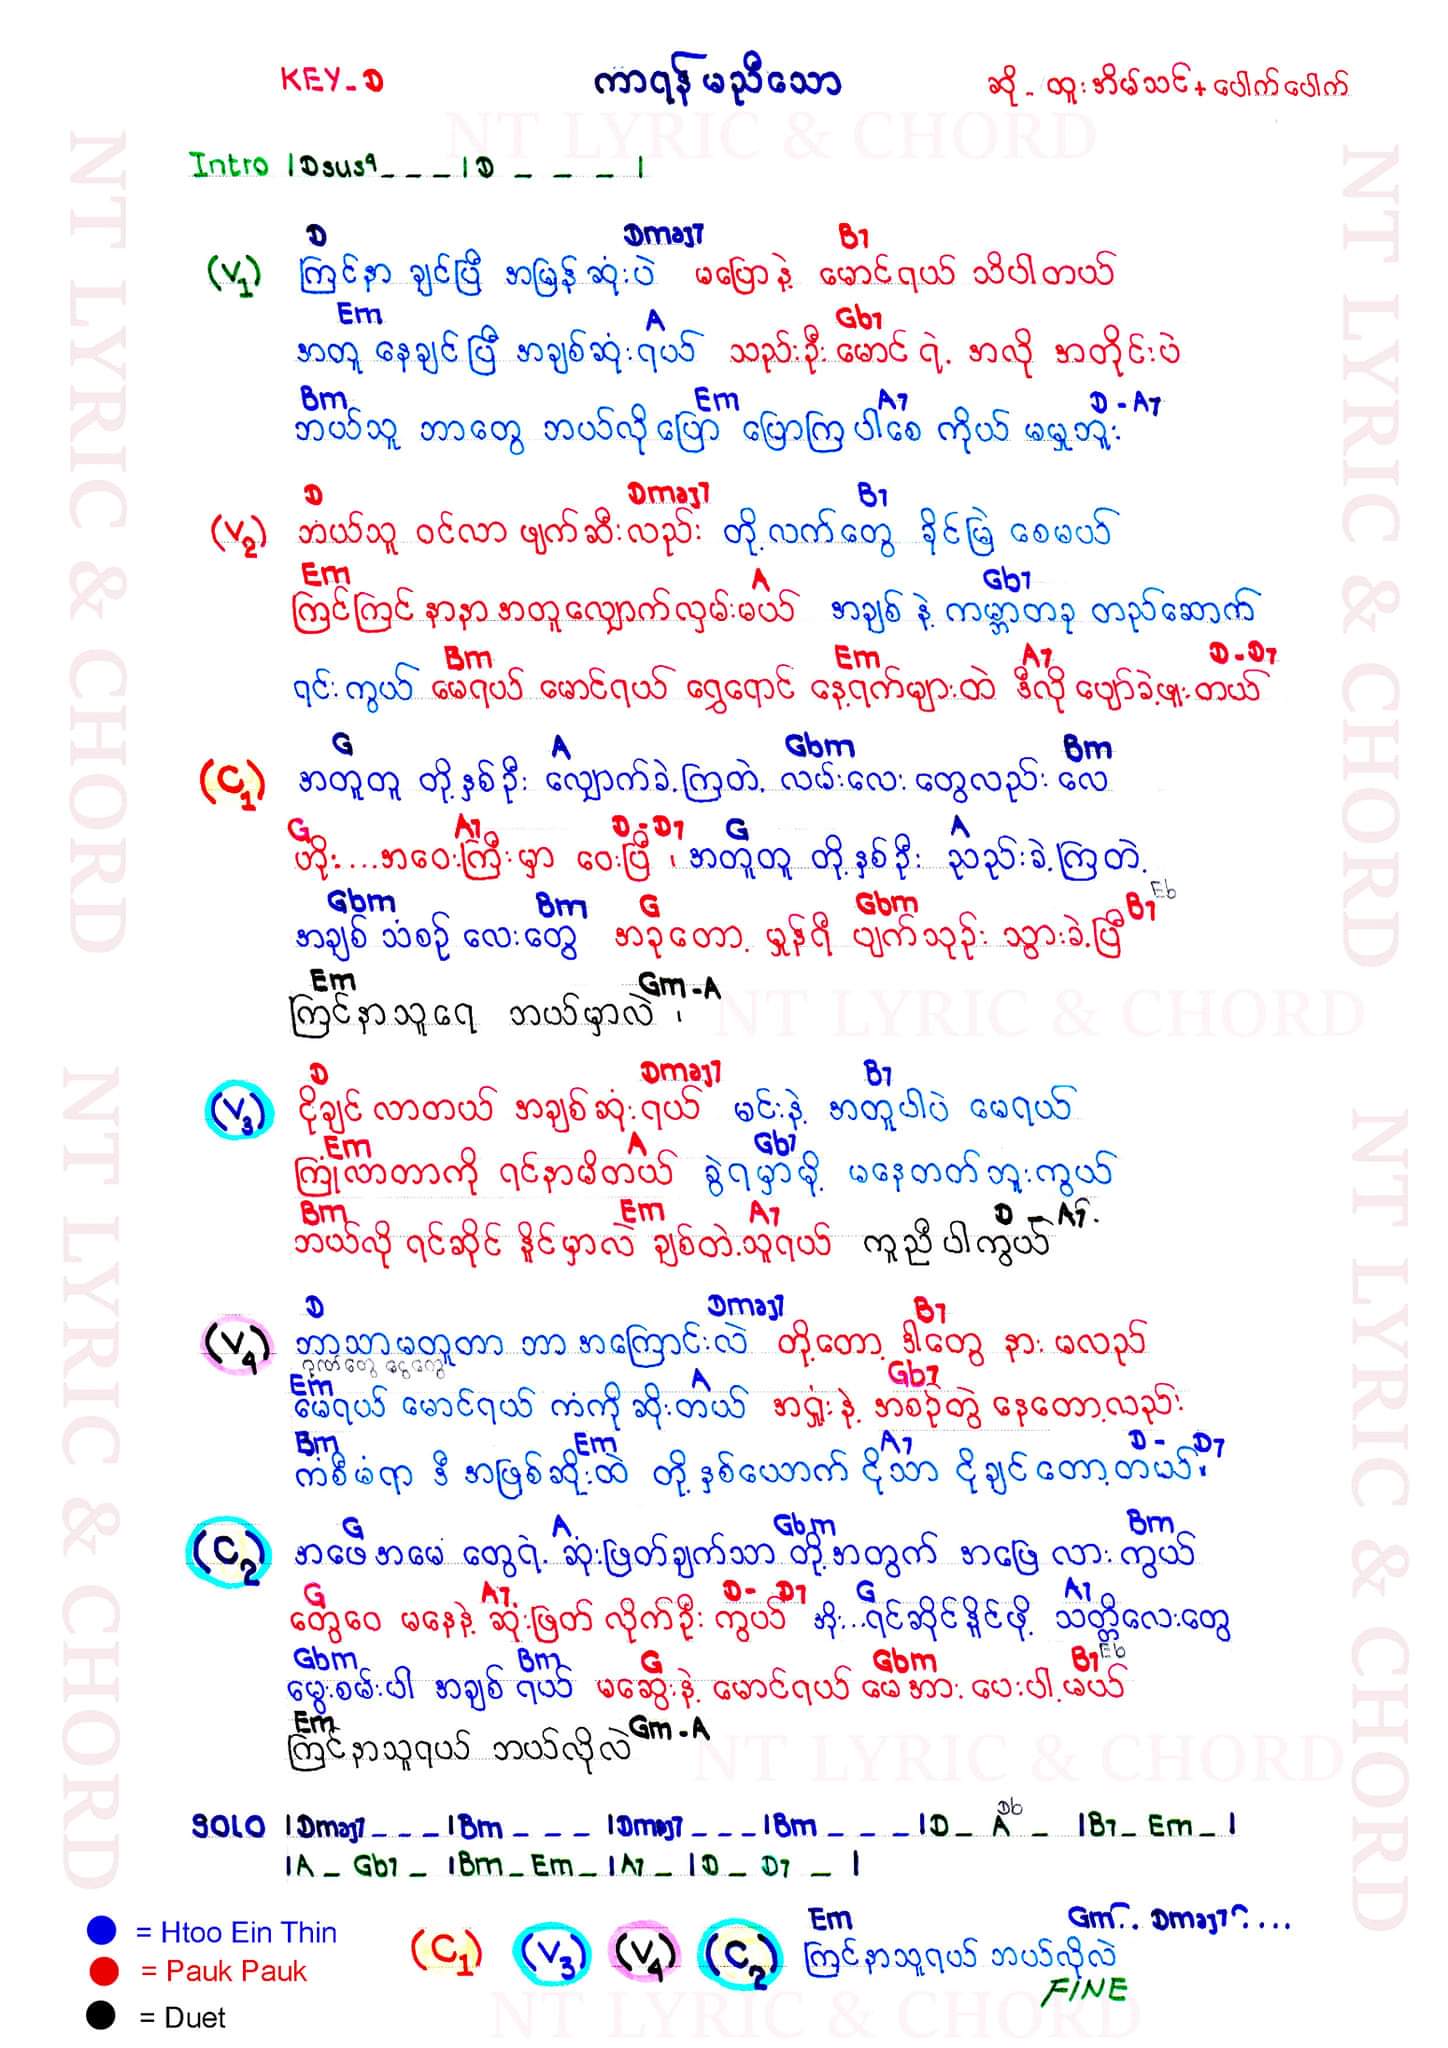 KEY-D ကာရန်မညီသော ဆို - ထူးအိမ်သင် + ပေါက်ပေါက်
NT LYRIC & CHORD
Intro |Dsus4 _ _ _ | D _ _ _ |
D Dmaj7 B7
(V1) ကြင်နာ ချင်ပြီ အမြန်ဆုံးပဲ မပြောနဲ့ မောင်ရယ် သိပါတယ်
Em A Gb7
အတူ နေချင်ပြီ အချစ်ဆုံးရယ် သည်းဦး မောင်ရဲ့ အလို အတိုင်းပဲ
Bm Em A7 D - A7
ဘယ်သူ ဘာတွေ ဘယ်လိုပြော ပြောကြပါစေ ကိုယ် မမှုဘူး
D Dmaj7 B7
(V2) ဘယ်သူ ဝင်လာ ဖျက်ဆီးလည်း တို့လက်တွေ ခိုင်မြဲ စေမယ်
Em A Gb7
ကြင်ကြင် နာနာ အတူလျှောက်လှမ်းမယ် အချစ်နဲ့ ကမ္ဘာတခု တည်ဆောက်
Bm Em A7 D-D7
ရင်းကွယ် မေရယ် မောင်ရယ် ရွှေရောင် နေ့ရက်များထဲ ဒီလို ပျော်ခဲ့ဖူးတယ်
G A Gbm Bm
(C1) အတူတူ တို့နှစ်ဦး လျှောက်ခဲ့ကြတဲ့ လမ်းလေးတွေလည်း လေ
G A7 D-D7 G A
ဟိုး....အဝေးကြီးမှာ ဝေးပြီ ၊ အတူတူ တို့နှစ်ဦး ညည်းခဲ့ကြတဲ့
Gbm Bm G Gbm B7 Eb
အချစ် သံစဉ် လေးတွေ အခုတော့ မှုန်ရီ ပျက်သုဉ်း သွားခဲ့ပြီ
Em Gm-A
ကြင်နာသူရေ ဘယ်မှာလဲ ၊
NT LYRIC & CHORD
D Dmaj7 B7
(V3) ငိုချင်လာတယ် အချစ်ဆုံးရယ် မင်းနဲ့ အတူပါပဲ မေရယ်
Em A Gb7
ကြုံလာတာကို ရင်နာမိတယ် ခွဲရမှာမို့ မနေတတ်ဘူးကွယ်
Bm Em A7 D - A7
ဘယ်လို ရင်ဆိုင် နိုင်မှာလဲ ချစ်တဲ့သူရယ် ကူညီပါကွယ်
D Dmaj7 B7
(V4) ဘာသာမတူတာ ဘာ အကြောင်းလဲ တို့တော့ ဒါတွေ နားမလည်
ဂုဏ်တွေ ငွေကြေး
Em A Gb7
မေရယ် မောင်ရယ် ကံကို ဆိုးတယ် အရှုံးနဲ့ အစဉ်တွဲ နေတော့လည်း
Bm Em A7 D - D7
ကံစီမံရာ ဒီ အဖြစ်ဆိုးထဲ တို့နှစ်ယောက် ငိုသာ ငိုချင်တော့တယ်
G A Gbm Bm
(C2) အဖေအမေ တွေရဲ့ ဆုံးဖြတ်ချက်သာ တို့အတွက် အဖြေ လားကွယ်
G A7 D- D7 G A7
တွေဝေ မနေနဲ့ ဆုံးဖြတ် လိုက်ဦး ကွယ် အိုး...ရင်ဆိုင်နိူင်ဖို့ သတ္တိလေးတွေ
Gbm Bm G Gbm B7 Eb
မွေးစမ်းပါ အချစ်ရယ် မဆွေးနဲ့ မောင်ရယ် မေအား ပေးပါ့မယ်
Em Gm-A
ကြင်နာသူရယ် ဘယ်လိုလဲ
NT LYRIC & CHORD
Db
SOLO |Dmaj7 _ _ _ |Bm _ _ _ |Dmaj7 _ _ _ |Bm _ _ _ |D _ A _ |B7 _ Em _ |
|A _ Gb7 _ |Bm _ Em _ |A7 _ |D _ D7 _ |
= Htoo Ein Thin
= Pauk Pauk
= Duet
Em Gm.. Dmaj7....
(C1) (V3) (V4) (C2) ကြင်နာသူရယ် ဘယ်လိုလဲ
FINE
NT LYRIC & CHORD
NT LYRIC & CHORD
NT LYRIC & CHORD
NT LYRIC & CHORD
NT LYRIC & CHORD